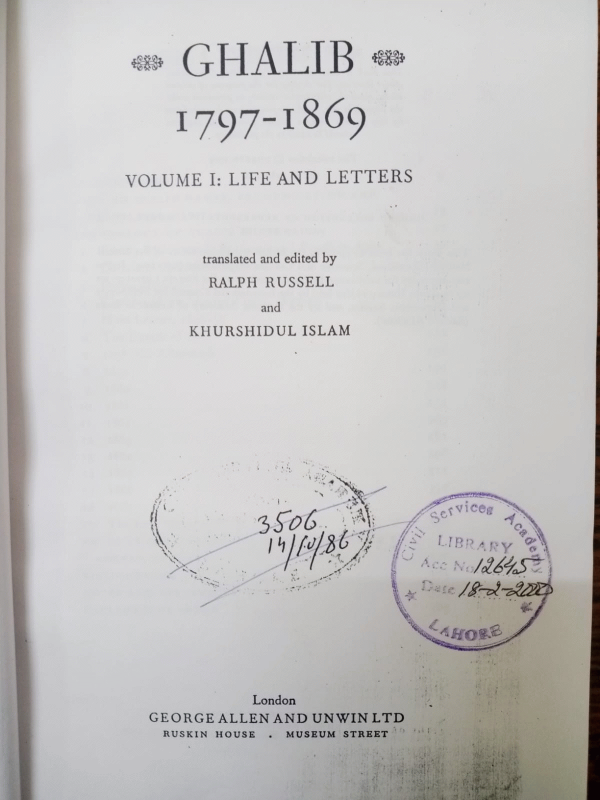 GHALIB
1797-1869
VOLUME I: LIFE AND LETTERS
translated and edited by
RALPH RUSSELL
and
KHURSHIDUL ISLAM
3506
14/10/86
Civil Services Academy
LIBRARY
Acc No 12645
Date 18-2-2000
LAHORE
London
GEORGE ALLEN AND UNWIN LTD
RUSKIN HOUSE . MUSEUM STREET